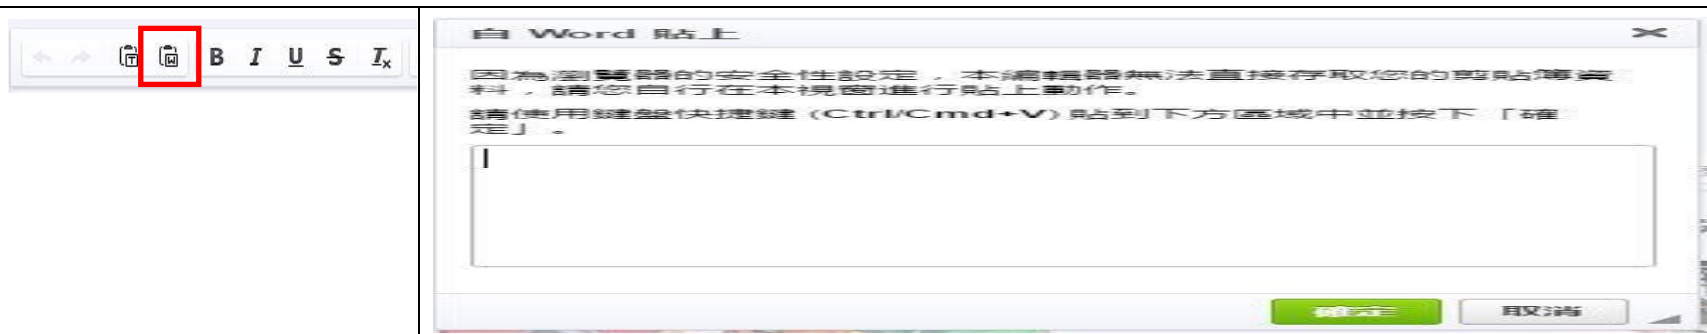 B I U S Ix
自 Word 貼上
因為瀏覽器的安全性設定，本編輯器無法直接存取您的剪貼簿資
料，請您自行在本視窗進行貼上動作。
請使用鍵盤快捷鍵 (Ctrl/Cmd+V) 貼到下方區域中並按下「確
定」。
確定 取消